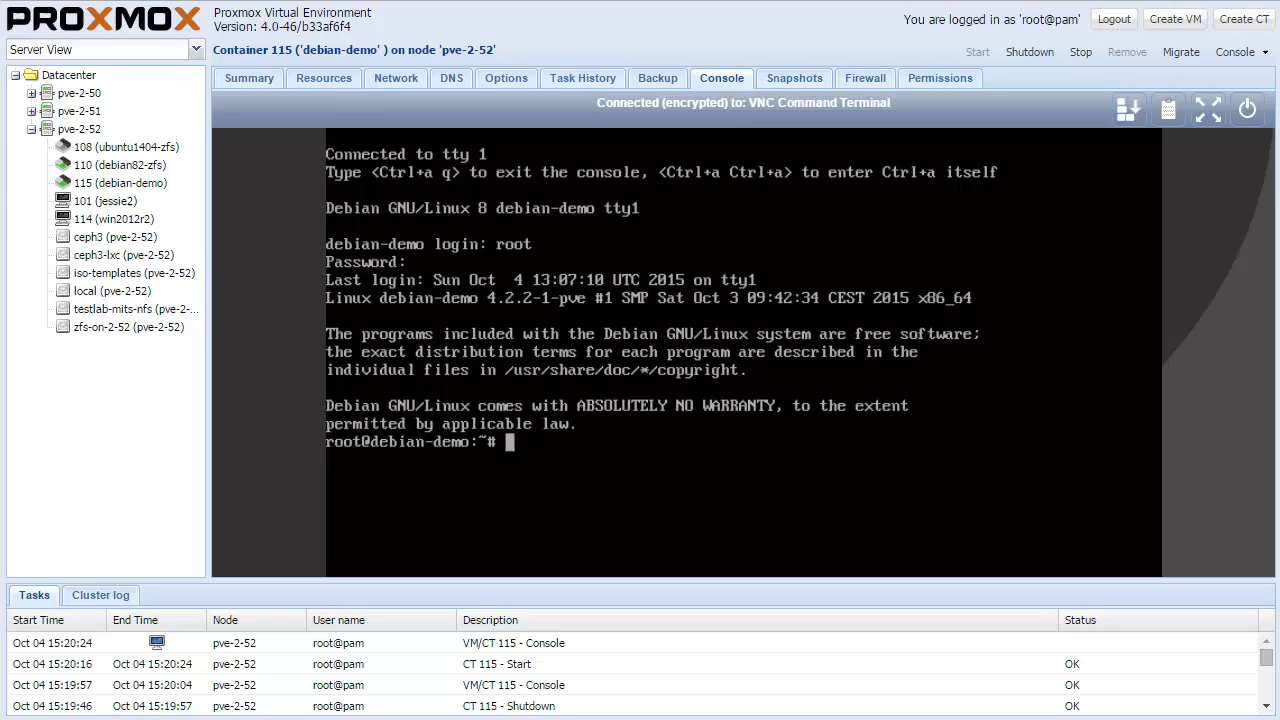 PROXMOX
Proxmox Virtual Environment
Version: 4.0-46/b33af6f4
You are logged in as 'root@pam'
Logout
Create VM
Create CT
Server View
Container 115 ('debian-demo' ) on node 'pve-2-52'
Start
Shutdown
Stop
Remove
Migrate
Console
Datacenter
pve-2-50
pve-2-51
pve-2-52
108 (ubuntu1404-zfs)
110 (debian82-zfs)
115 (debian-demo)
101 (jessie2)
114 (win2012r2)
ceph3 (pve-2-52)
ceph3-lxc (pve-2-52)
iso-templates (pve-2-52)
local (pve-2-52)
testlab-mits-nfs (pve-2-...
zfs-on-2-52 (pve-2-52)
Summary
Resources
Network
DNS
Options
Task History
Backup
Console
Snapshots
Firewall
Permissions
Connected (encrypted) to: VNC Command Terminal
Connected to tty 1
Type <Ctrl+a q> to exit the console, <Ctrl+a Ctrl+a> to enter Ctrl+a itself
Debian GNU/Linux 8 debian-demo tty1
debian-demo login: root
Password:
Last login: Sun Oct  4 13:07:10 UTC 2015 on tty1
Linux debian-demo 4.2.2-1-pve #1 SMP Sat Oct 3 09:42:34 CEST 2015 x86_64
The programs included with the Debian GNU/Linux system are free software;
the exact distribution terms for each program are described in the
individual files in /usr/share/doc/*/copyright.
Debian GNU/Linux comes with ABSOLUTELY NO WARRANTY, to the extent
permitted by applicable law.
root@debian-demo:~#
Tasks
Cluster log
Start Time End Time Node User name Description Status
Oct 04 15:20:24 pve-2-52 root@pam VM/CT 115 - Console
Oct 04 15:20:16 Oct 04 15:20:24 pve-2-52 root@pam CT 115 - Start OK
Oct 04 15:19:57 Oct 04 15:20:04 pve-2-52 root@pam VM/CT 115 - Console OK
Oct 04 15:19:46 Oct 04 15:19:57 pve-2-52 root@pam CT 115 - Shutdown OK